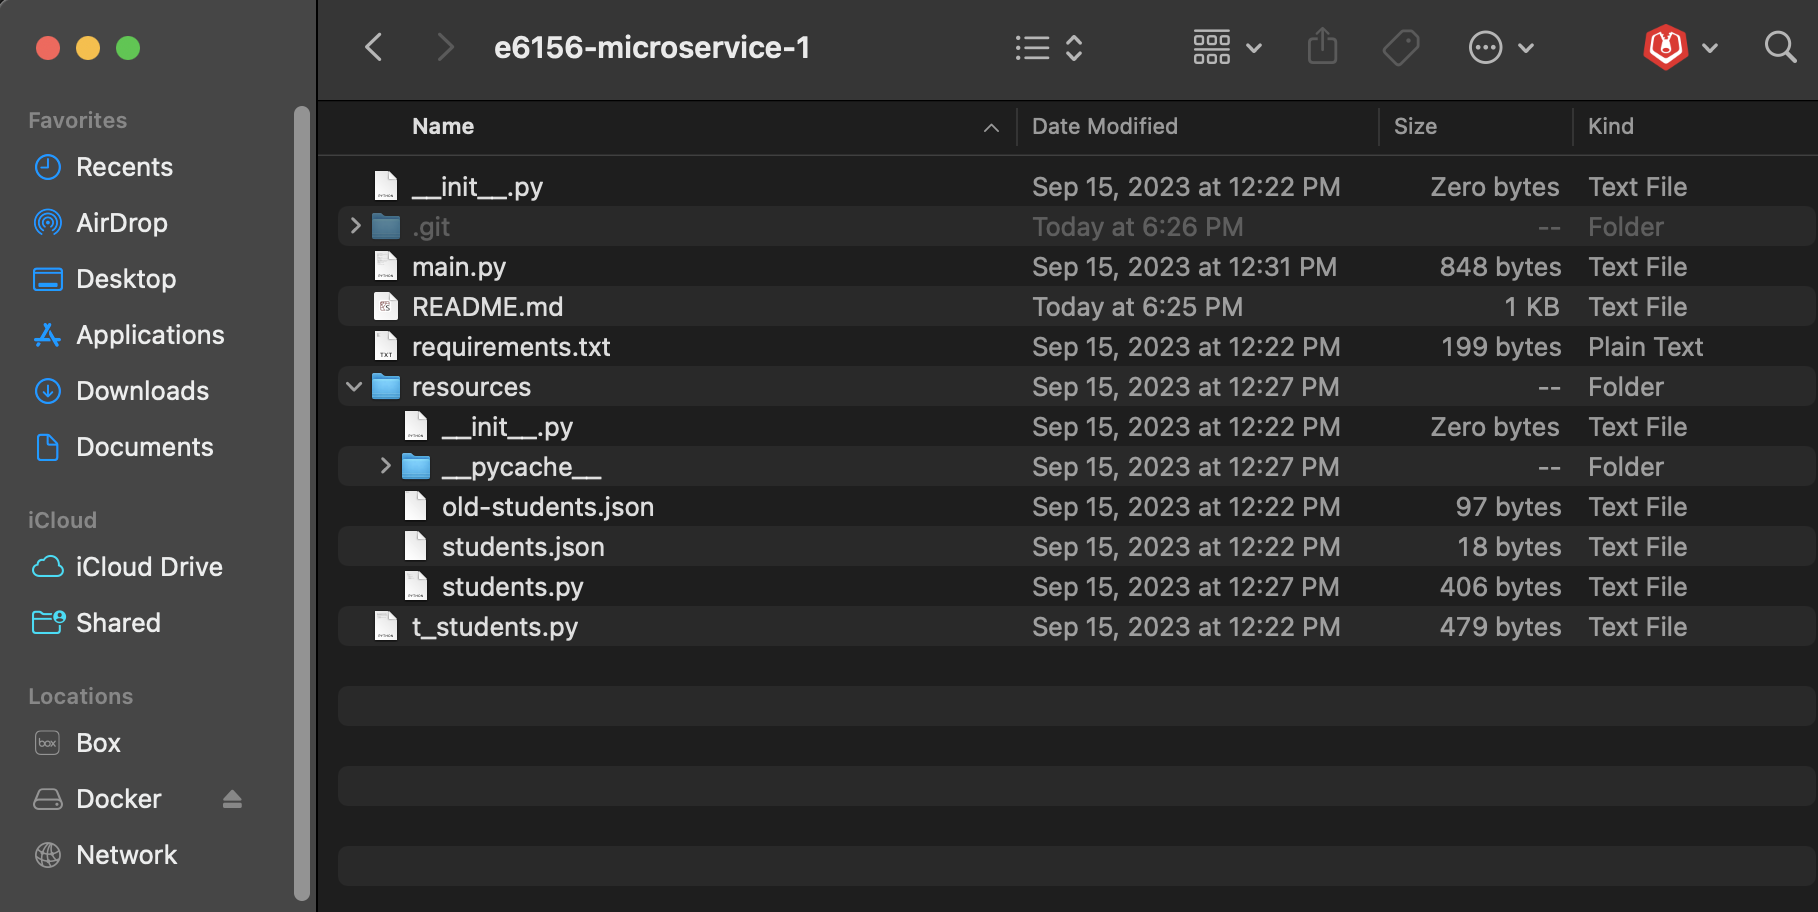 e6156-microservice-1
Favorites
Recents
AirDrop
Desktop
Applications
Downloads
Documents
iCloud
iCloud Drive
Shared
Locations
box Box
Docker
Network
Name Date Modified Size Kind
__init__.py Sep 15, 2023 at 12:22 PM Zero bytes Text File
.git Today at 6:26 PM -- Folder
main.py Sep 15, 2023 at 12:31 PM 848 bytes Text File
README.md Today at 6:25 PM 1 KB Text File
TXT requirements.txt Sep 15, 2023 at 12:22 PM 199 bytes Plain Text
resources Sep 15, 2023 at 12:27 PM -- Folder
__init__.py Sep 15, 2023 at 12:22 PM Zero bytes Text File
__pycache__ Sep 15, 2023 at 12:27 PM -- Folder
old-students.json Sep 15, 2023 at 12:22 PM 97 bytes Text File
students.json Sep 15, 2023 at 12:22 PM 18 bytes Text File
students.py Sep 15, 2023 at 12:27 PM 406 bytes Text File
t_students.py Sep 15, 2023 at 12:22 PM 479 bytes Text File